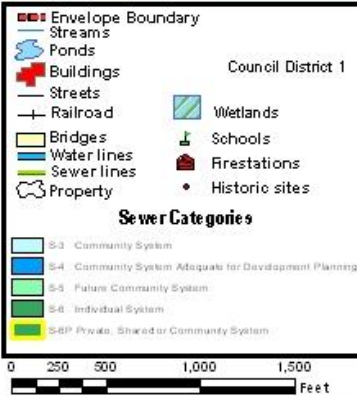 Envelope Boundary
Streams
Ponds
Buildings
Council District 1
Streets
Railroad
Wetlands
Bridges
Schools
Water lines
Firestations
Sewer lines
Property
Historic sites
Sewer Categories
S-3 Community System
S-4 Community System Adequate for Development Planning
S-5 Future Community System
S-6 Individual System
S-6P Private, Shared or Community System
0 250 500 1,000 1,500
Feet